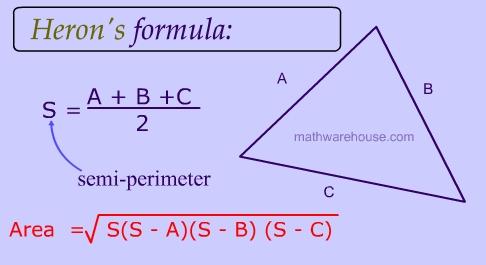 Heron's formula:
A
B
S = A + B +C
2
mathwarehouse.com
semi-perimeter
C
Area =√ S(S - A)(S - B) (S - C)